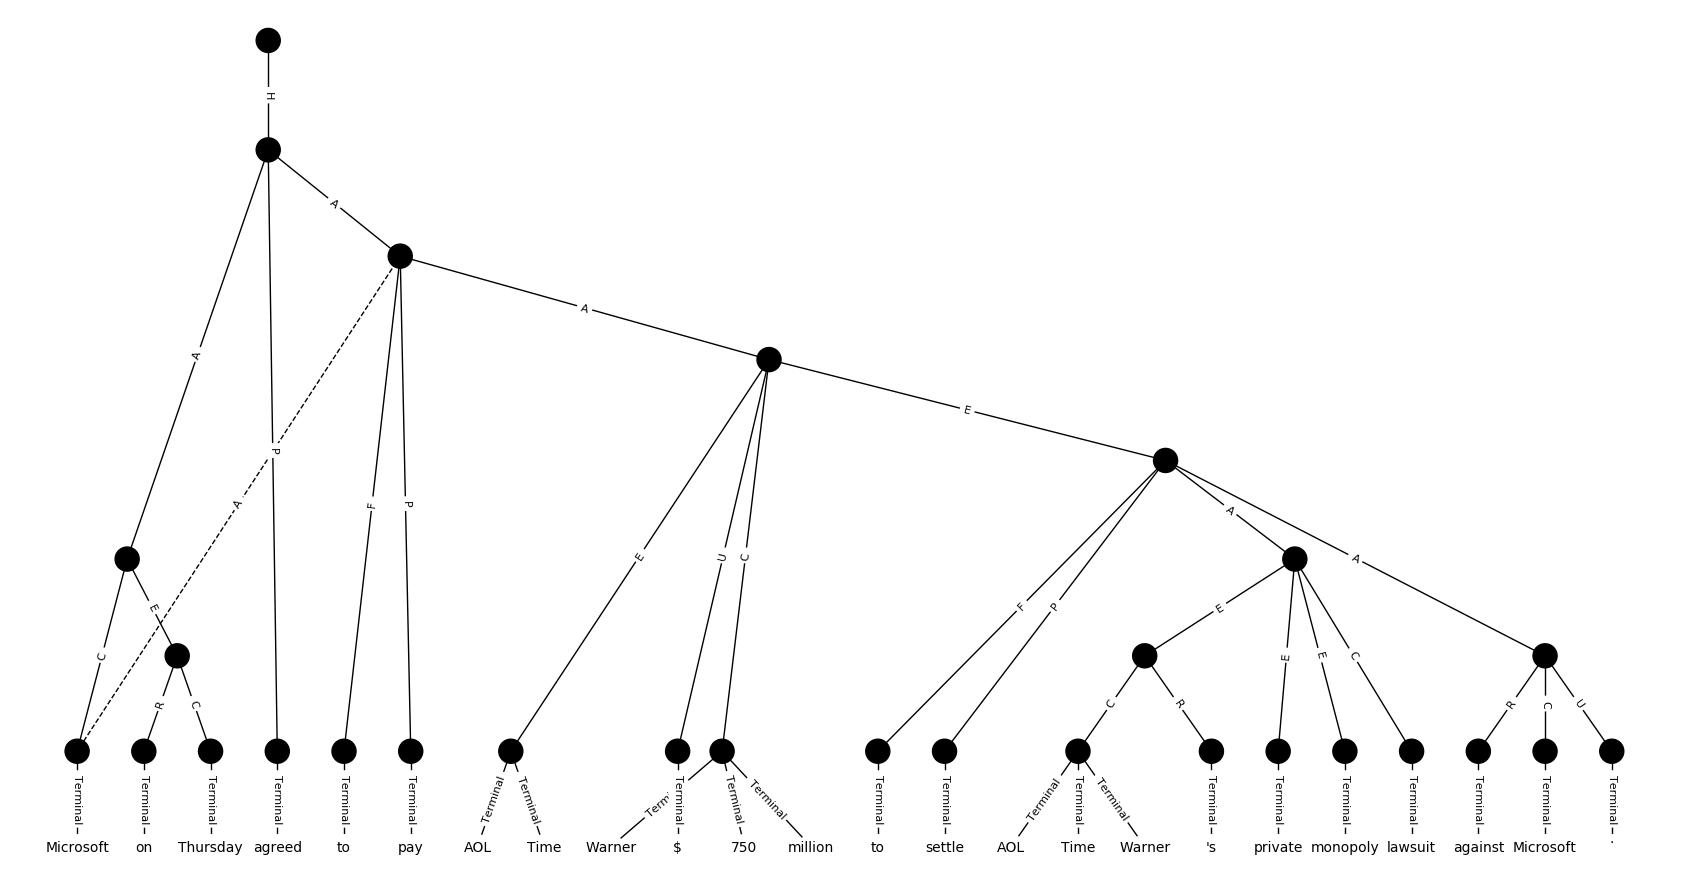 H
A
A
A
A
E
P
A
F
P
E
U
C
A
A
F
P
E
E
E
C
E
C
R
C
C
R
R
C
U
Terminal Terminal Terminal Terminal Terminal Terminal Terminal Terminal Terminal Terminal Terminal Terminal Terminal Terminal Terminal Terminal Terminal Terminal Terminal Terminal Terminal Terminal Terminal
Microsoft on Thursday agreed to pay AOL Time Warner $ 750 million to settle AOL Time Warner 's private monopoly lawsuit against Microsoft .